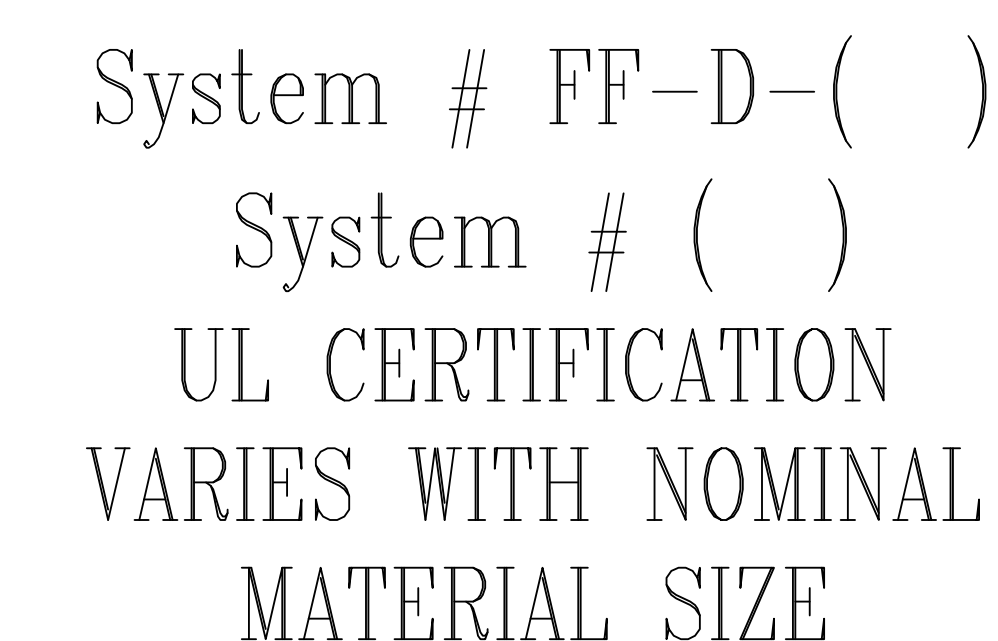 System # FF-D-(  )
System # (  )
UL CERTIFICATION
VARIES WITH NOMINAL
MATERIAL SIZE